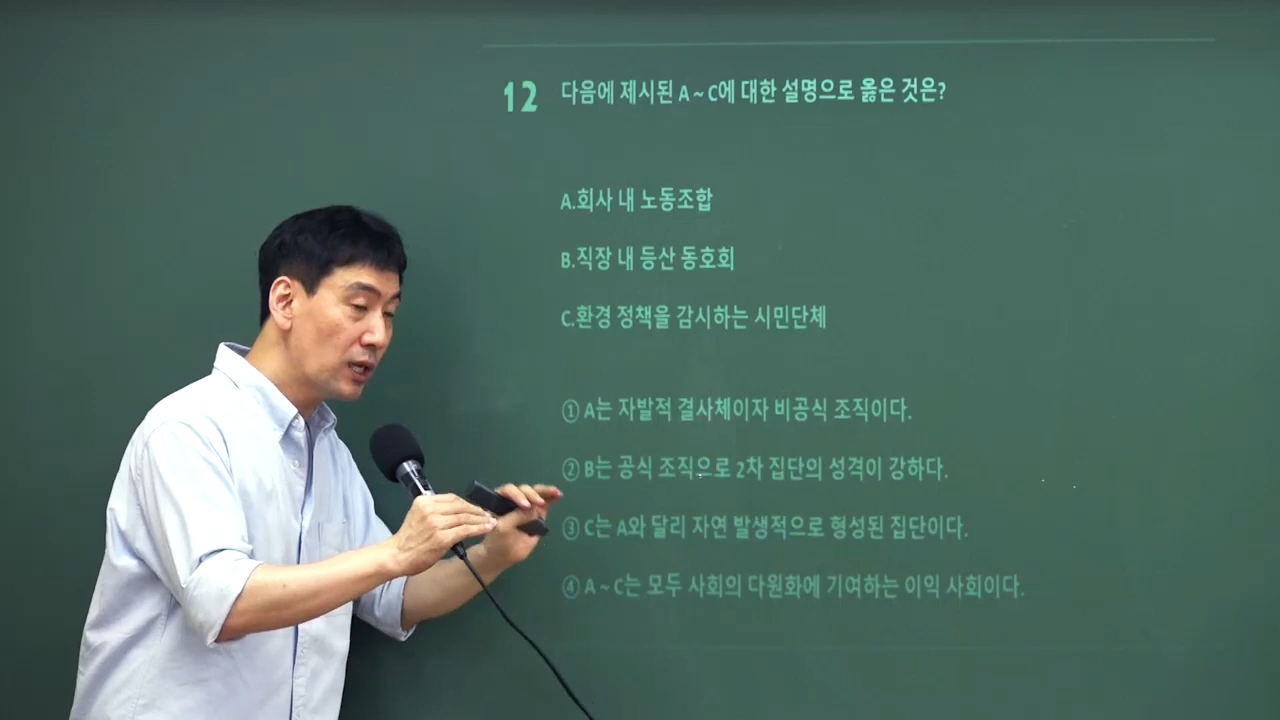 12 다음에 제시된 A ~ C에 대한 설명으로 옳은 것은?
A.회사 내 노동조합
B.직장 내 등산 동호회
C.환경 정책을 감시하는 시민단체
① A는 자발적 결사체이자 비공식 조직이다.
② B는 공식 조직으로 2차 집단의 성격이 강하다.
③ C는 A와 달리 자연 발생적으로 형성된 집단이다.
④ A ~ C는 모두 사회의 다원화에 기여하는 이익 사회이다.